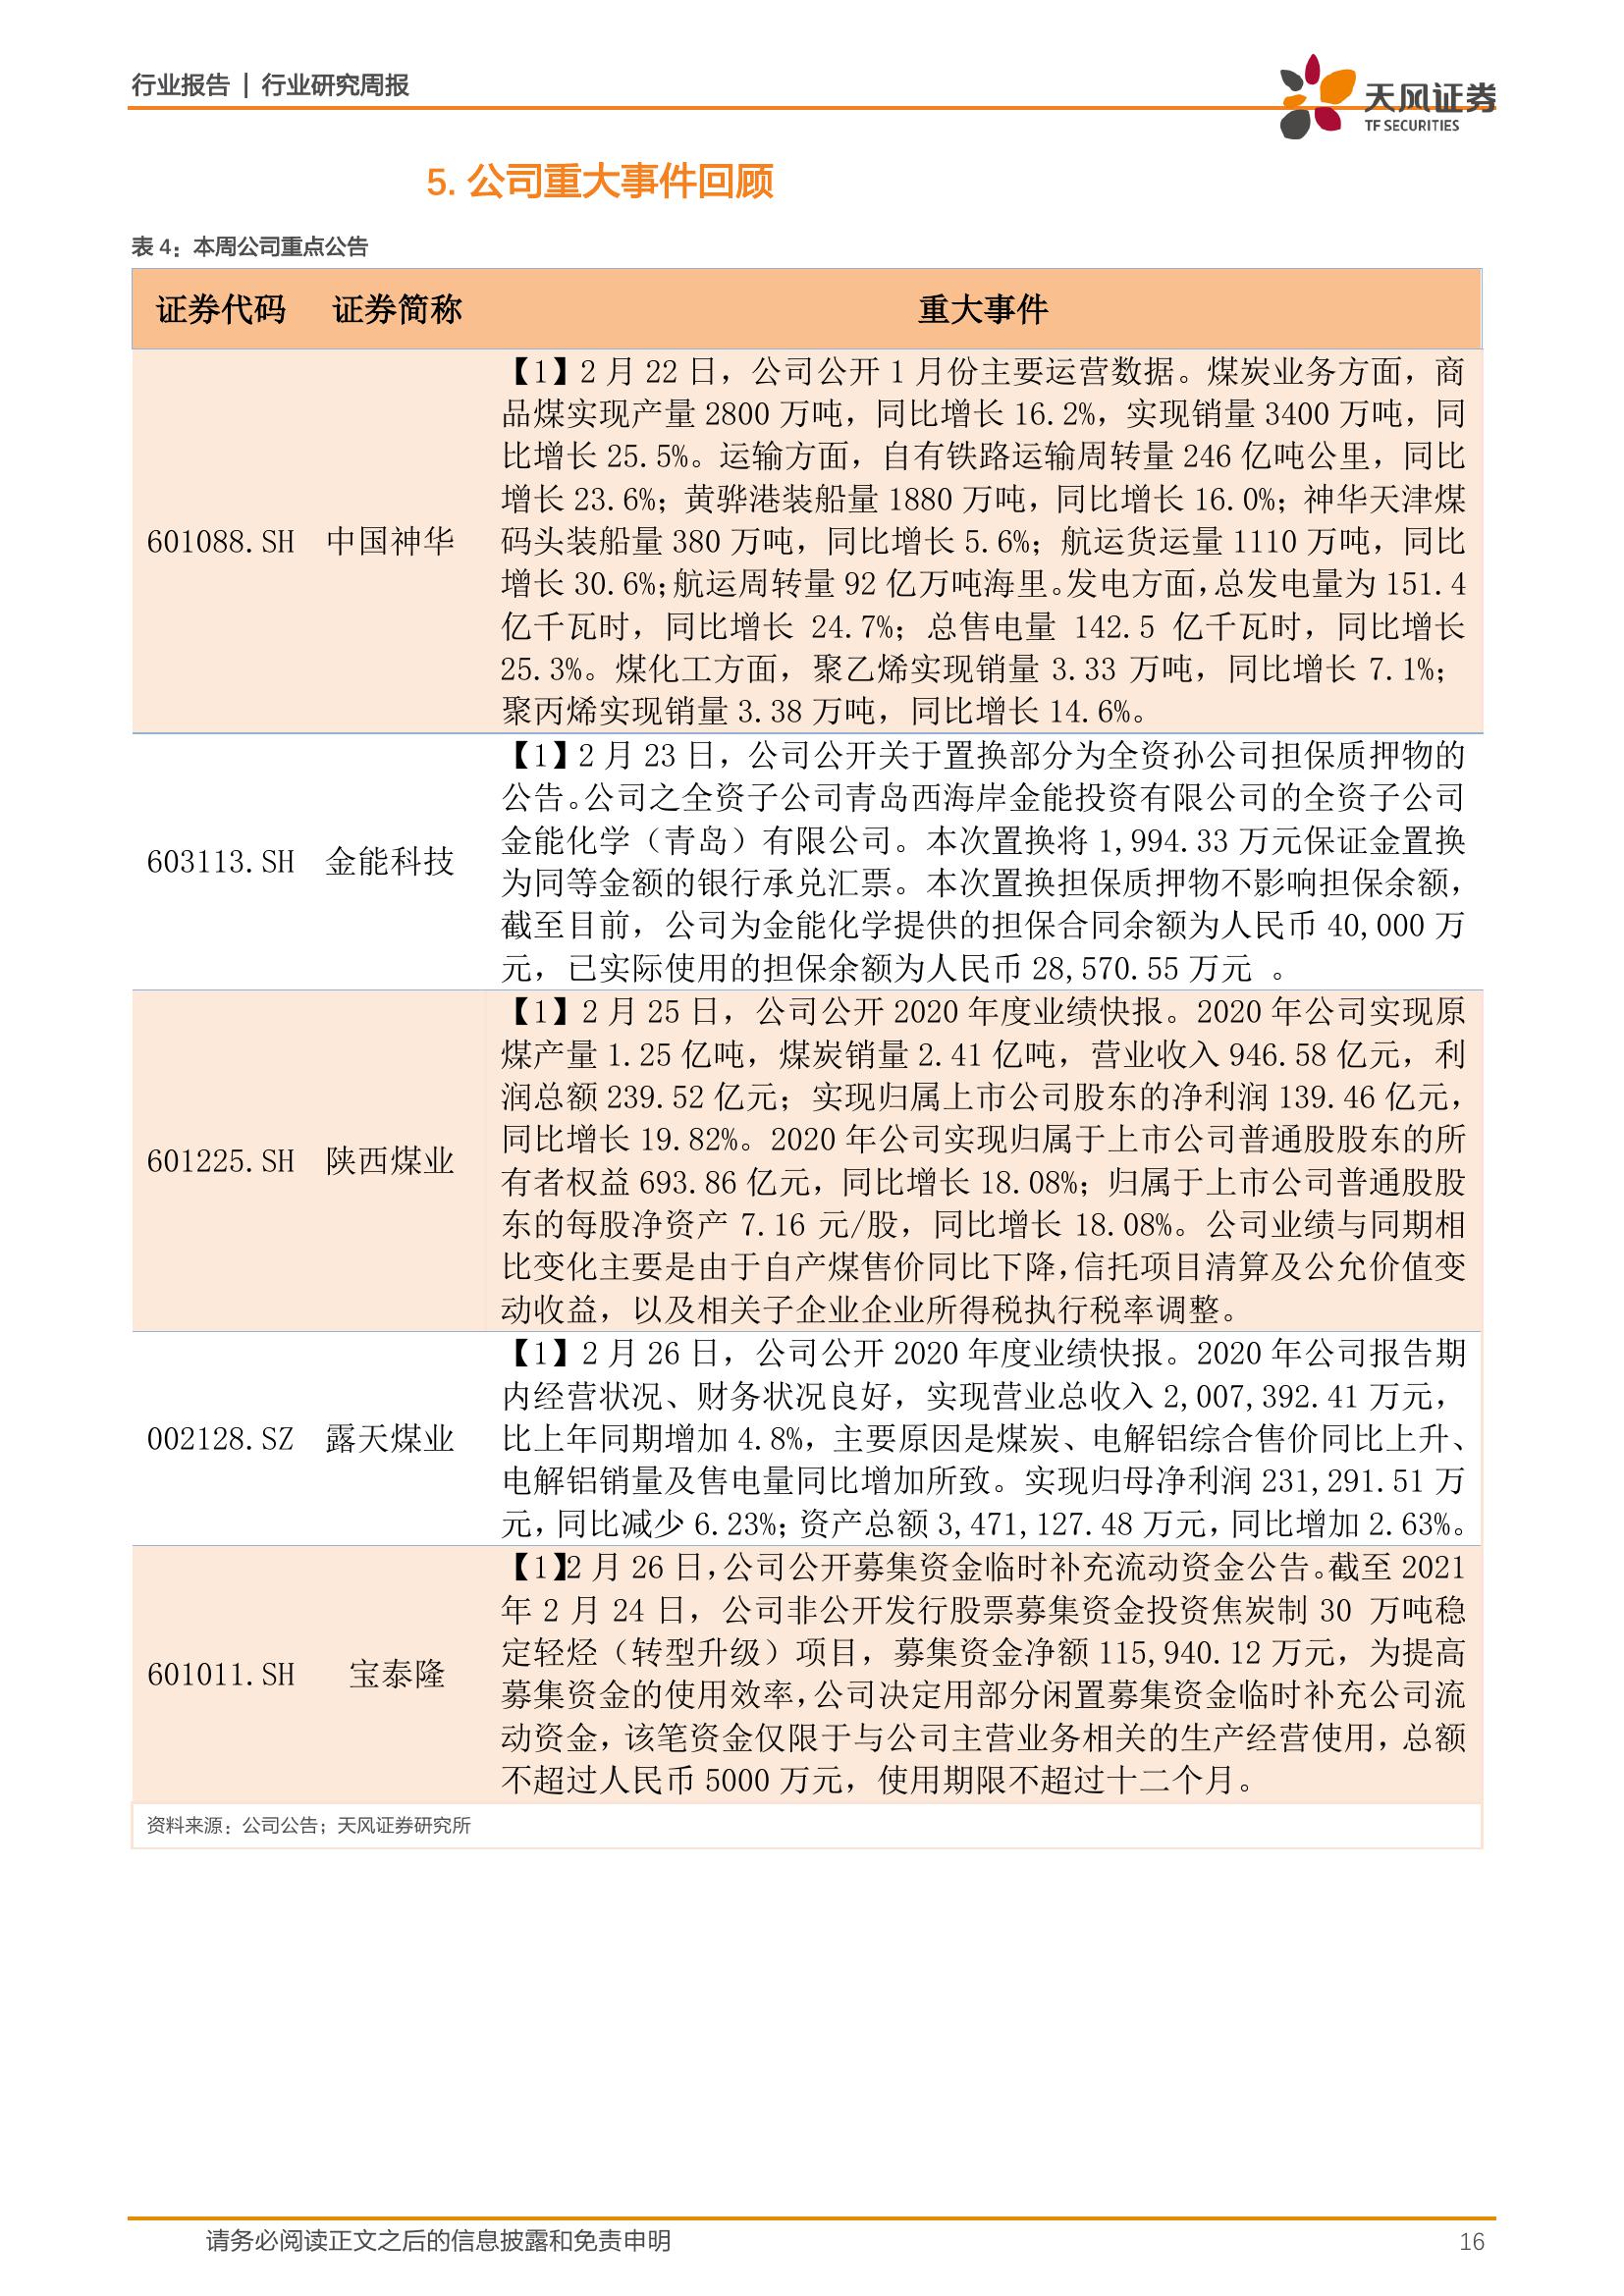 行业报告 | 行业研究周报
天风证券
TF SECURITIES
5. 公司重大事件回顾
表 4：本周公司重点公告
证券代码 证券简称 重大事件
【1】2 月 22 日，公司公开 1 月份主要运营数据。煤炭业务方面，商
品煤实现产量 2800 万吨，同比增长 16.2%，实现销量 3400 万吨，同
比增长 25.5%。运输方面，自有铁路运输周转量 246 亿吨公里，同比
增长 23.6%；黄骅港装船量 1880 万吨，同比增长 16.0%；神华天津煤
601088.SH 中国神华 码头装船量 380 万吨，同比增长 5.6%；航运货运量 1110 万吨，同比
增长 30.6%；航运周转量 92 亿万吨海里。发电方面，总发电量为 151.4
亿千瓦时，同比增长 24.7%；总售电量 142.5 亿千瓦时，同比增长
25.3%。煤化工方面，聚乙烯实现销量 3.33 万吨，同比增长 7.1%；
聚丙烯实现销量 3.38 万吨，同比增长 14.6%。
【1】2 月 23 日，公司公开关于置换部分为全资孙公司担保质押物的
公告。公司之全资子公司青岛西海岸金能投资有限公司的全资子公司
金能化学（青岛）有限公司。本次置换将 1,994.33 万元保证金置换
603113.SH 金能科技 为同等金额的银行承兑汇票。本次置换担保质押物不影响担保余额，
截至目前，公司为金能化学提供的担保合同余额为人民币 40,000 万
元，已实际使用的担保余额为人民币 28,570.55 万元 。
【1】2 月 25 日，公司公开 2020 年度业绩快报。2020 年公司实现原
煤产量 1.25 亿吨，煤炭销量 2.41 亿吨，营业收入 946.58 亿元，利
润总额 239.52 亿元；实现归属上市公司股东的净利润 139.46 亿元，
同比增长 19.82%。2020 年公司实现归属于上市公司普通股股东的所
601225.SH 陕西煤业 有者权益 693.86 亿元，同比增长 18.08%；归属于上市公司普通股股
东的每股净资产 7.16 元/股，同比增长 18.08%。公司业绩与同期相
比变化主要是由于自产煤售价同比下降，信托项目清算及公允价值变
动收益，以及相关子企业企业所得税执行税率调整。
【1】2 月 26 日，公司公开 2020 年度业绩快报。2020 年公司报告期
内经营状况、财务状况良好，实现营业总收入 2,007,392.41 万元，
002128.SZ 露天煤业 比上年同期增加 4.8%，主要原因是煤炭、电解铝综合售价同比上升、
电解铝销量及售电量同比增加所致。实现归母净利润 231,291.51 万
元，同比减少 6.23%；资产总额 3,471,127.48 万元，同比增加 2.63%。
【1】2 月 26 日，公司公开募集资金临时补充流动资金公告。截至 2021
年 2 月 24 日，公司非公开发行股票募集资金投资焦炭制 30 万吨稳
定轻烃（转型升级）项目，募集资金净额 115,940.12 万元，为提高
601011.SH 宝泰隆 募集资金的使用效率，公司决定用部分闲置募集资金临时补充公司流
动资金，该笔资金仅限于与公司主营业务相关的生产经营使用，总额
不超过人民币 5000 万元，使用期限不超过十二个月。
资料来源：公司公告；天风证券研究所
请务必阅读正文之后的信息披露和免责申明 16